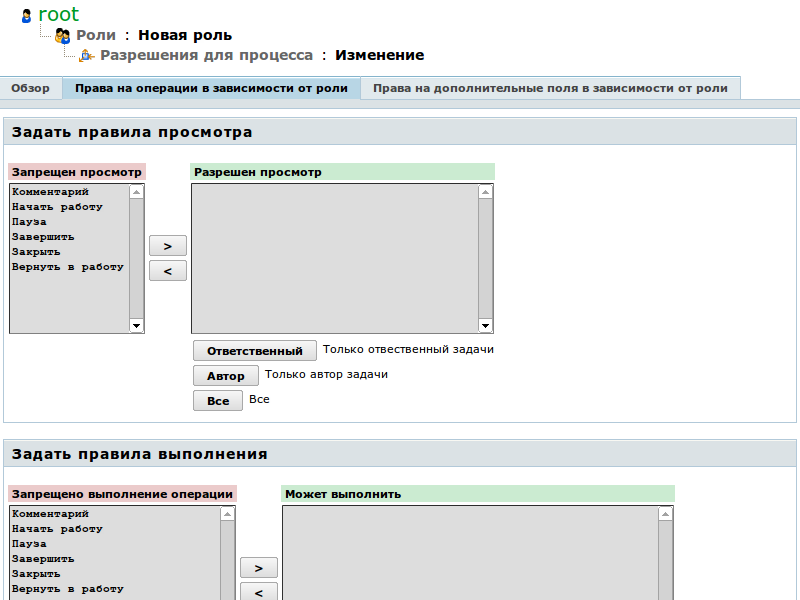 root
Роли : Новая роль
Разрешения для процесса : Изменение
Обзор Права на операции в зависимости от роли Права на дополнительные поля в зависимости от роли
Задать правила просмотра
Запрещен просмотр Разрешен просмотр
Комментарий
Начать работу
Пауза
Завершить
Закрыть
Вернуть в работу
>
<
Ответственный Только отвественный задачи
Автор Только автор задачи
Все Все
Задать правила выполнения
Запрещено выполнение операции Может выполнить
Комментарий
Начать работу
Пауза
Завершить
Закрыть
Вернуть в работу
>
<